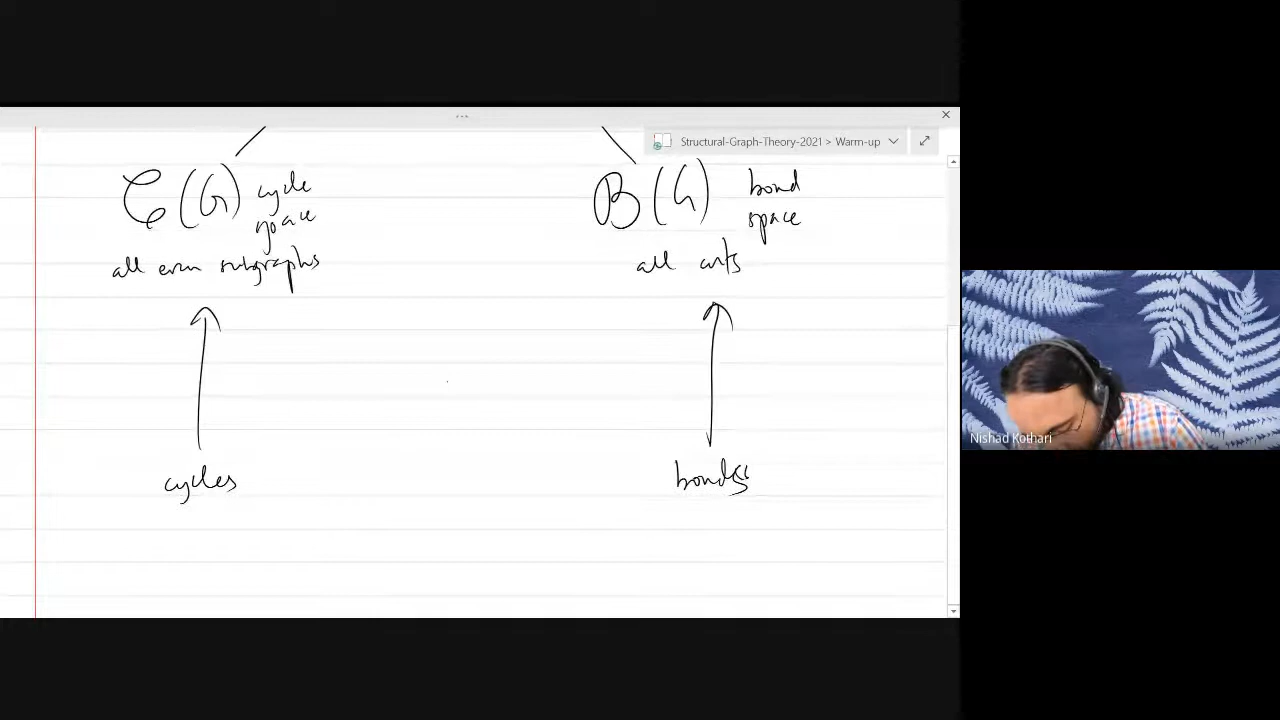 Structural-Graph-Theory-2021 > Warm-up
C(G) cycle space
all even subgraphs
B(G) bond space
all cuts
cycles
bonds
Nishad Kothari